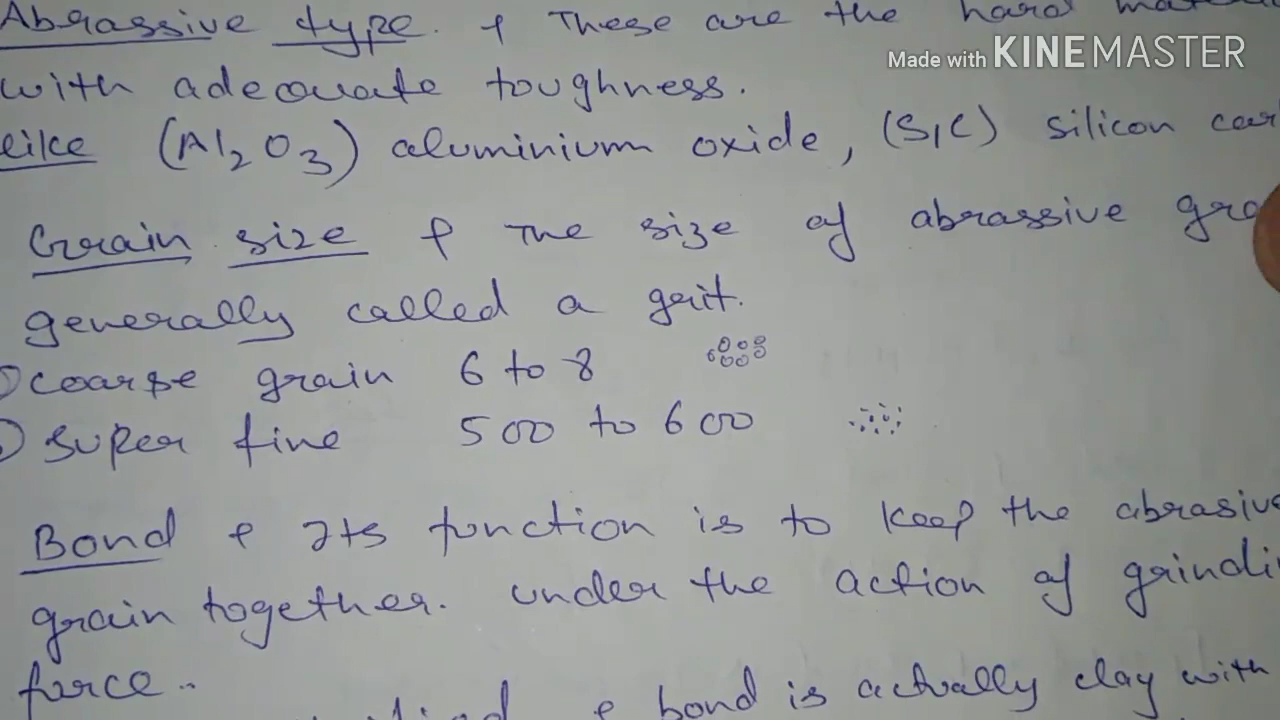 Abrassive type. These are the hard
Made with KINEMASTER
with adequate toughness.
like (Al2O3) aluminium oxide, (SiC) silicon car
Grain size The size of abrassive gra
generally called a grit.
coarse grain 6 to 8
super fine 500 to 600
Bond Its function is to keep the abrasive
grain together. under the action of grindi
force..
bond is actually clay with